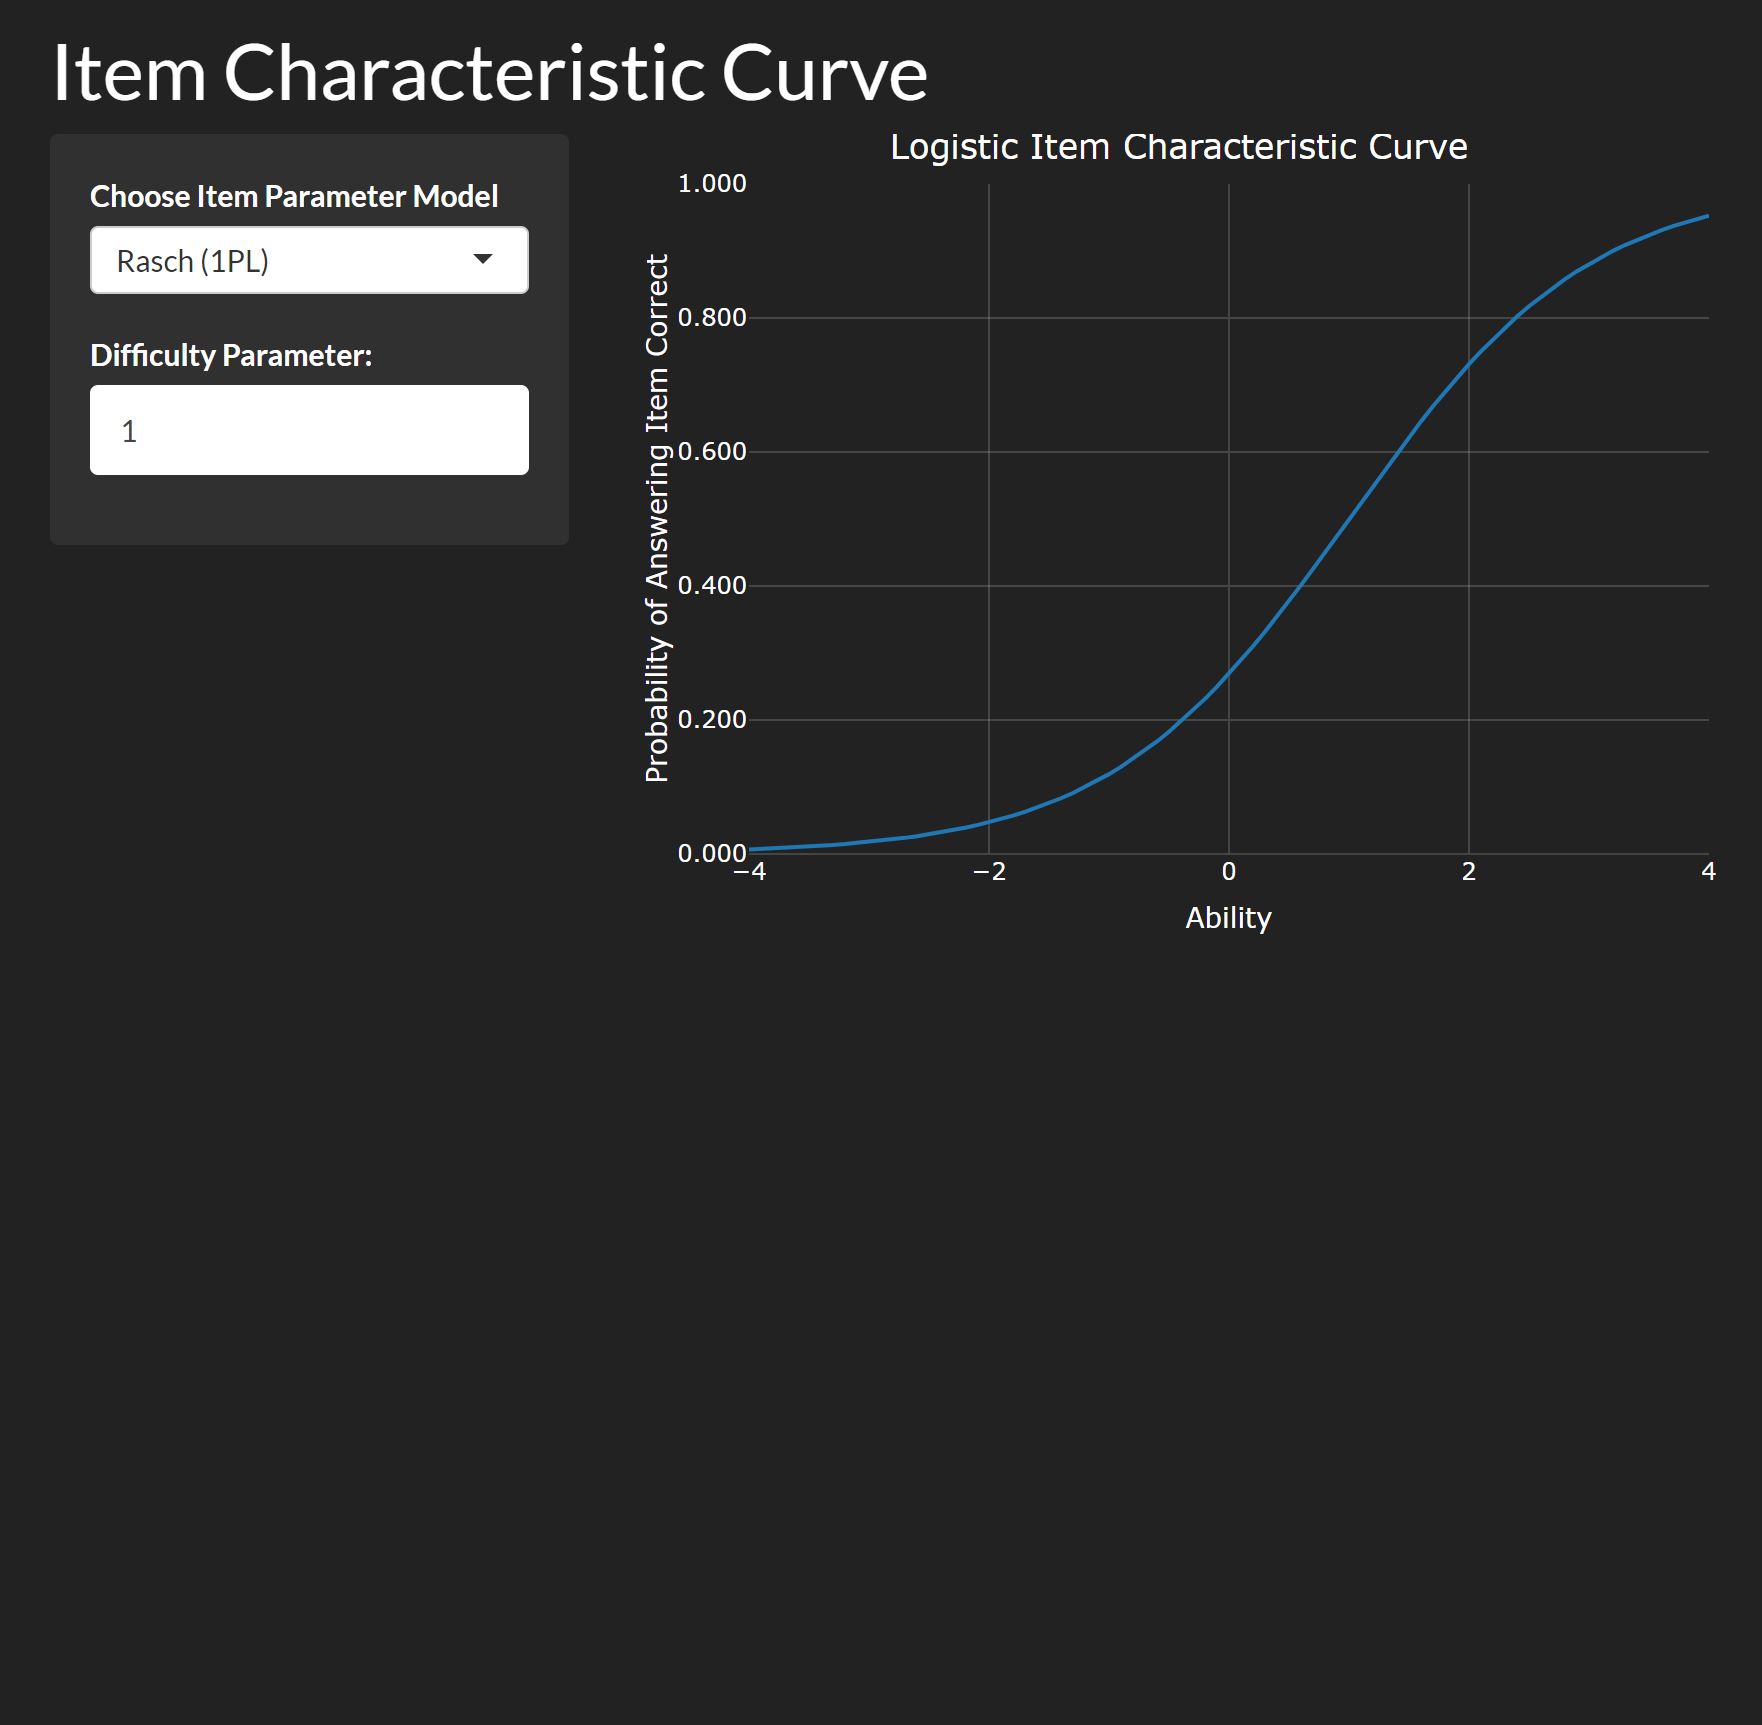 Item Characteristic Curve
Choose Item Parameter Model
Rasch (1PL)
Difficulty Parameter:
1
Logistic Item Characteristic Curve
Probability of Answering Item Correct
1.000
0.800
0.600
0.400
0.200
0.000
−4
−2
0
2
4
Ability